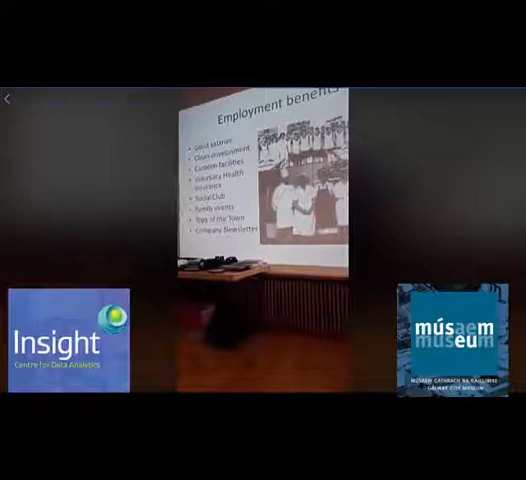 Employment benefits
• Good salaries
• Clean environment
• Canteen facilities
• Voluntary Health
Insurance
• Social Club
• Family events
• Tops of the Town
• Company Newsletter
Insight
Centre for Data Analytics
músaem
museum
MÚSAEM CATHRACH NA GAILLIMHE
GALWAY CITY MUSEUM